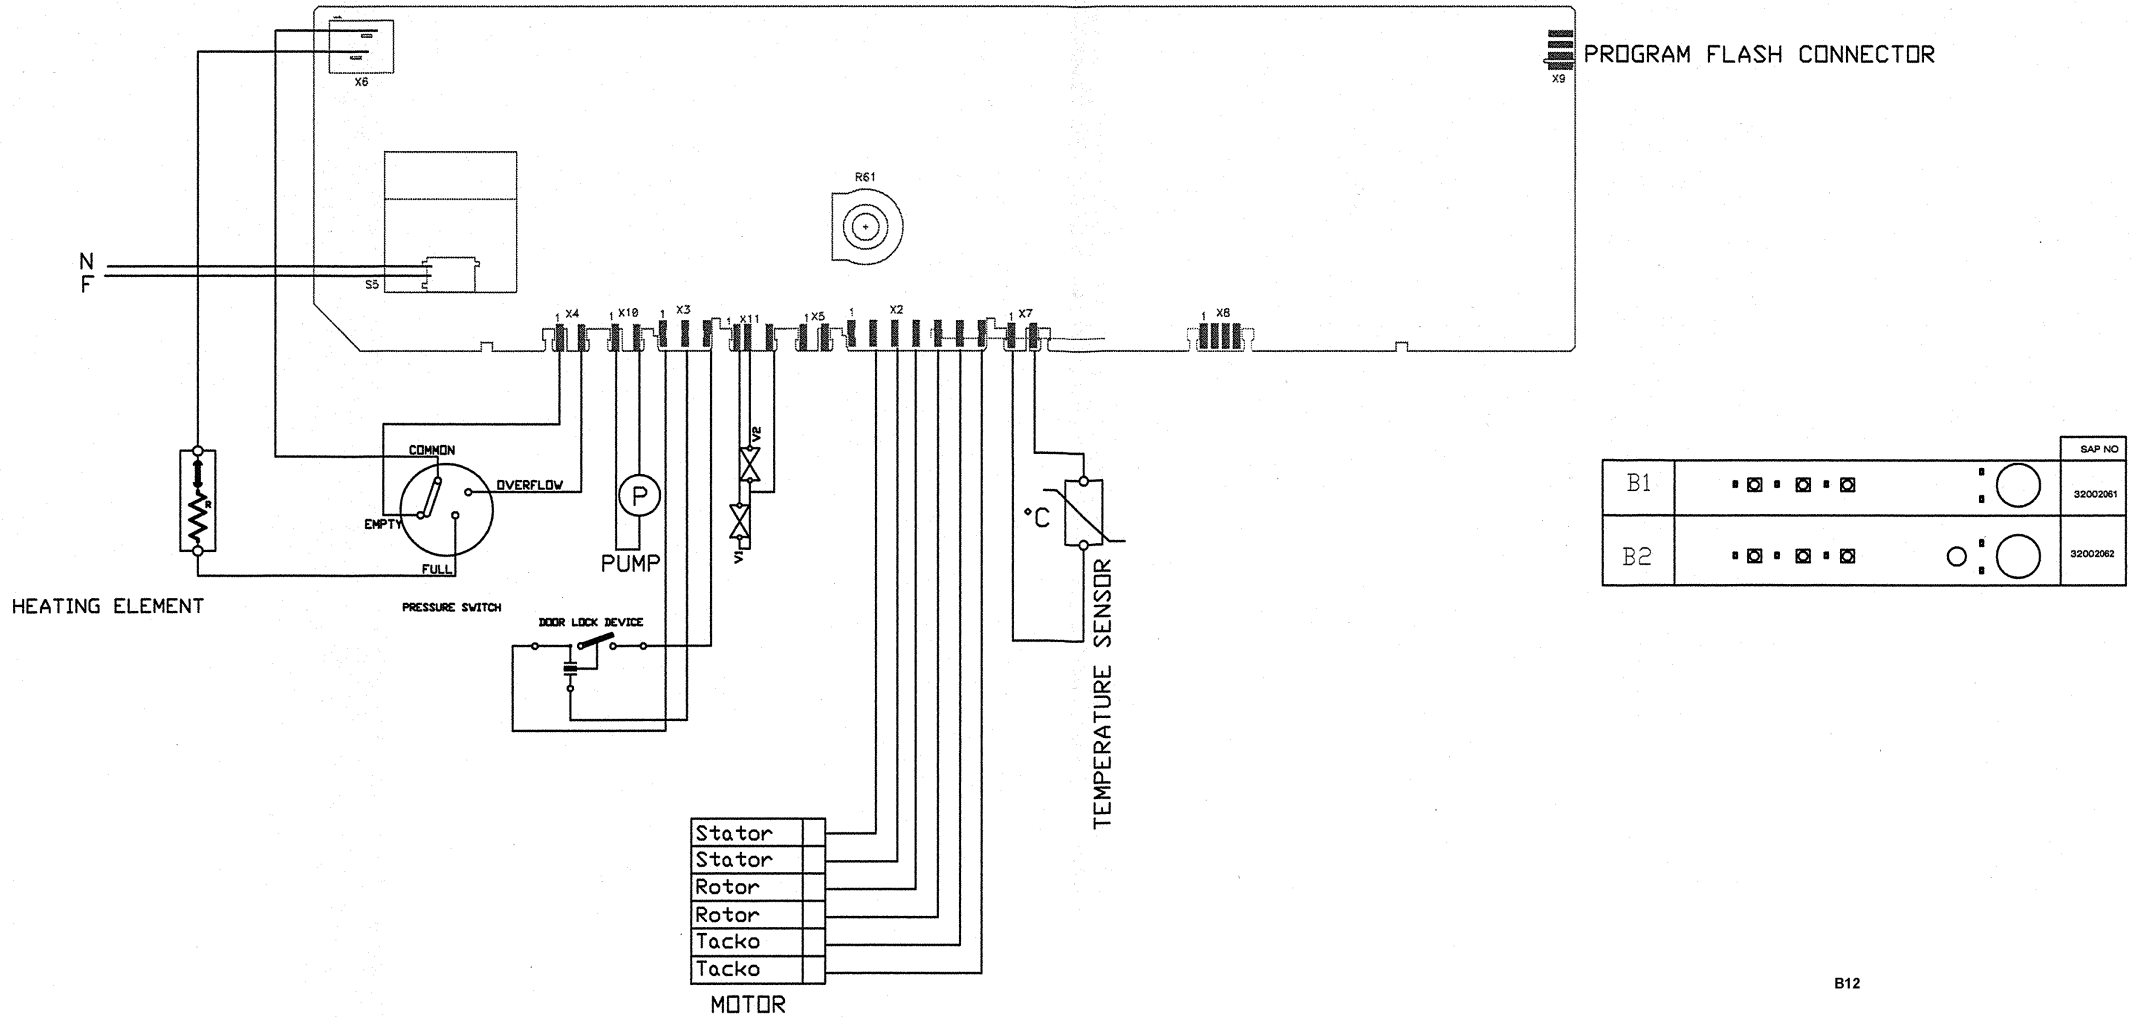 PROGRAM FLASH CONNECTOR
X6
X9
R61
N
F
S5
1 X4
1 X10
1 X3
1 X11
1 X5
1 X2
1 X7
1 X8
V2
COMMON
OVERFLOW
EMPTY
FULL
P
V1
PUMP
°C
HEATING ELEMENT
PRESSURE SWITCH
DOOR LOCK DEVICE
TEMPERATURE SENSOR
SAP NO
B1
32002061
B2
32002062
Stator
Stator
Rotor
Rotor
Tacko
Tacko
MOTOR
B12